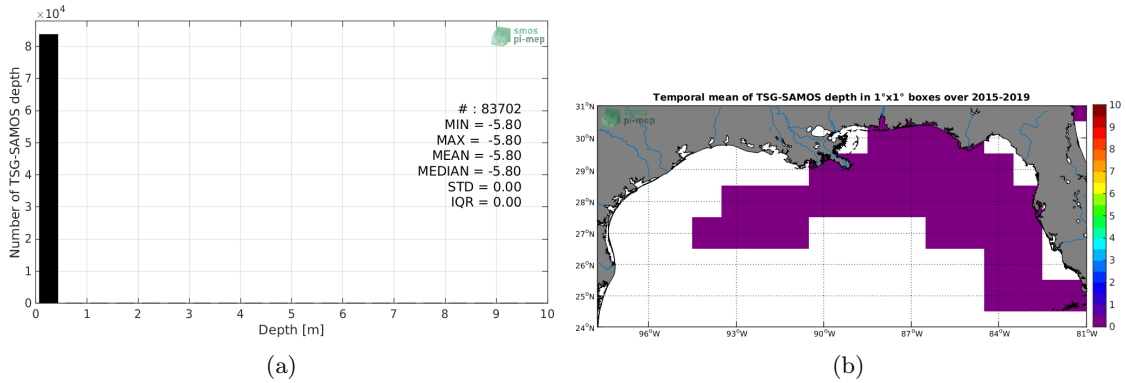 ×10⁴
8
7
6
5
4
3
2
1
0
Number of TSG-SAMOS depth
smos
pi-mep
# : 83702
MIN = -5.80
MAX = -5.80
MEAN = -5.80
MEDIAN = -5.80
STD = 0.00
IQR = 0.00
0 1 2 3 4 5 6 7 8 9 10
Depth [m]
(a)
Temporal mean of TSG-SAMOS depth in 1°x1° boxes over 2015-2019
smos
pi-mep
31°N
30°N
29°N
28°N
27°N
26°N
25°N
24°N
96°W 93°W 90°W 87°W 84°W 81°W
10
9
8
7
6
5
4
3
2
1
0
(b)